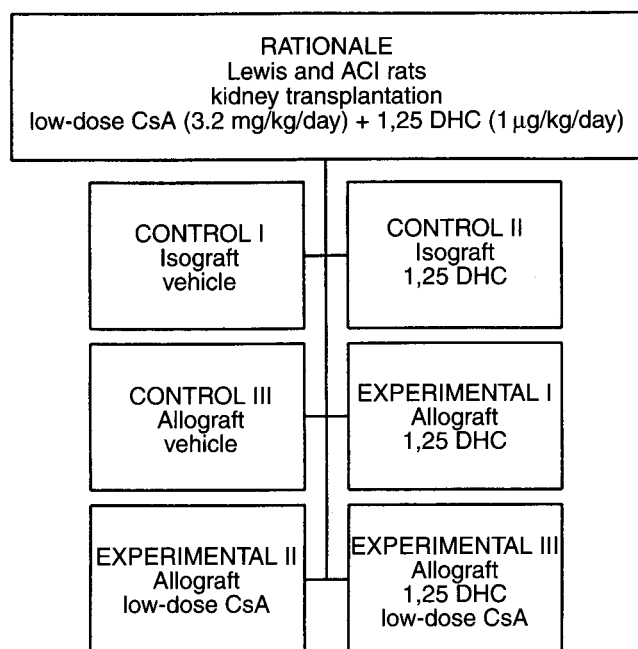 RATIONALE
Lewis and ACI rats
kidney transplantation
low-dose CsA (3.2 mg/kg/day) + 1,25 DHC (1 µg/kg/day)
CONTROL I
Isograft
vehicle
CONTROL II
Isograft
1,25 DHC
CONTROL III
Allograft
vehicle
EXPERIMENTAL I
Allograft
1,25 DHC
EXPERIMENTAL II
Allograft
low-dose CsA
EXPERIMENTAL III
Allograft
1,25 DHC
low-dose CsA